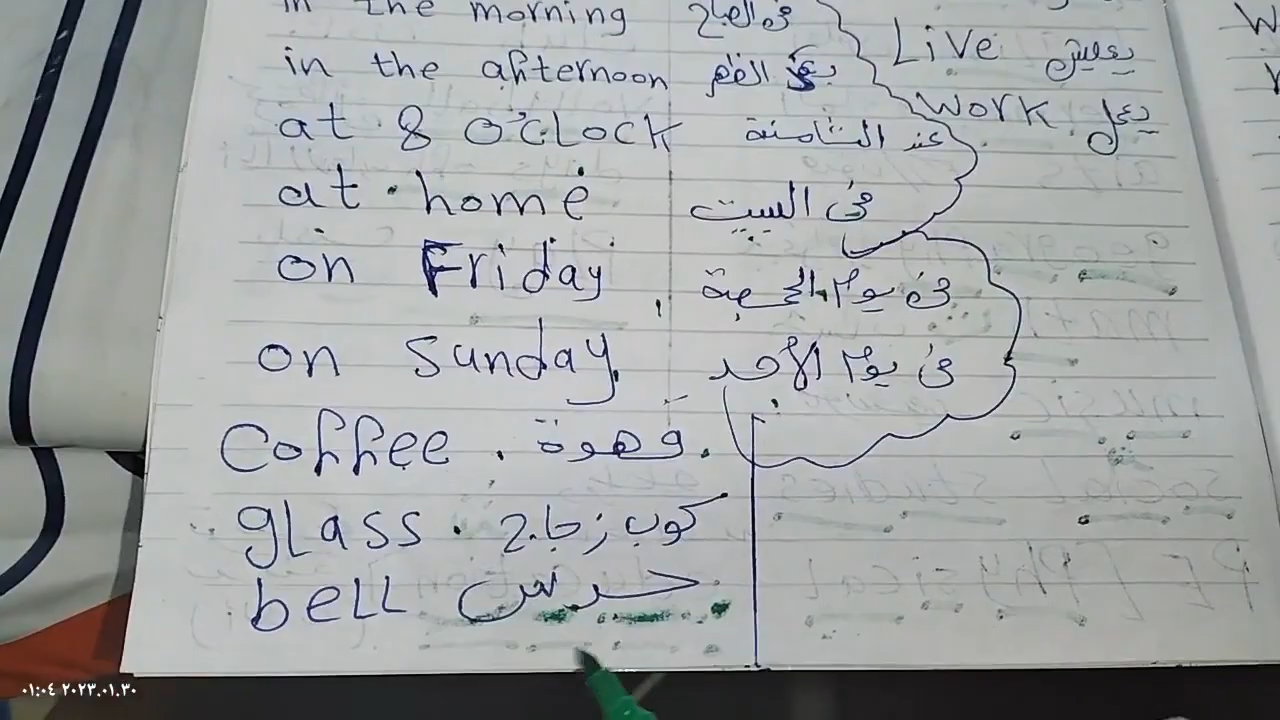 in the morning في الصباح
Live يعيش
in the afternoon بعد الظهر
work يعمل
at 8 O'CLOCK عند الثامنة
at home في البيت
on Friday في يوم الجمعة
on Sunday في يوم الأحد
Coffee . قهوة .
glass . كوب زجاج
bell جرس
٠١:٠٤ ٢٠٢٣.٠١.٣٠